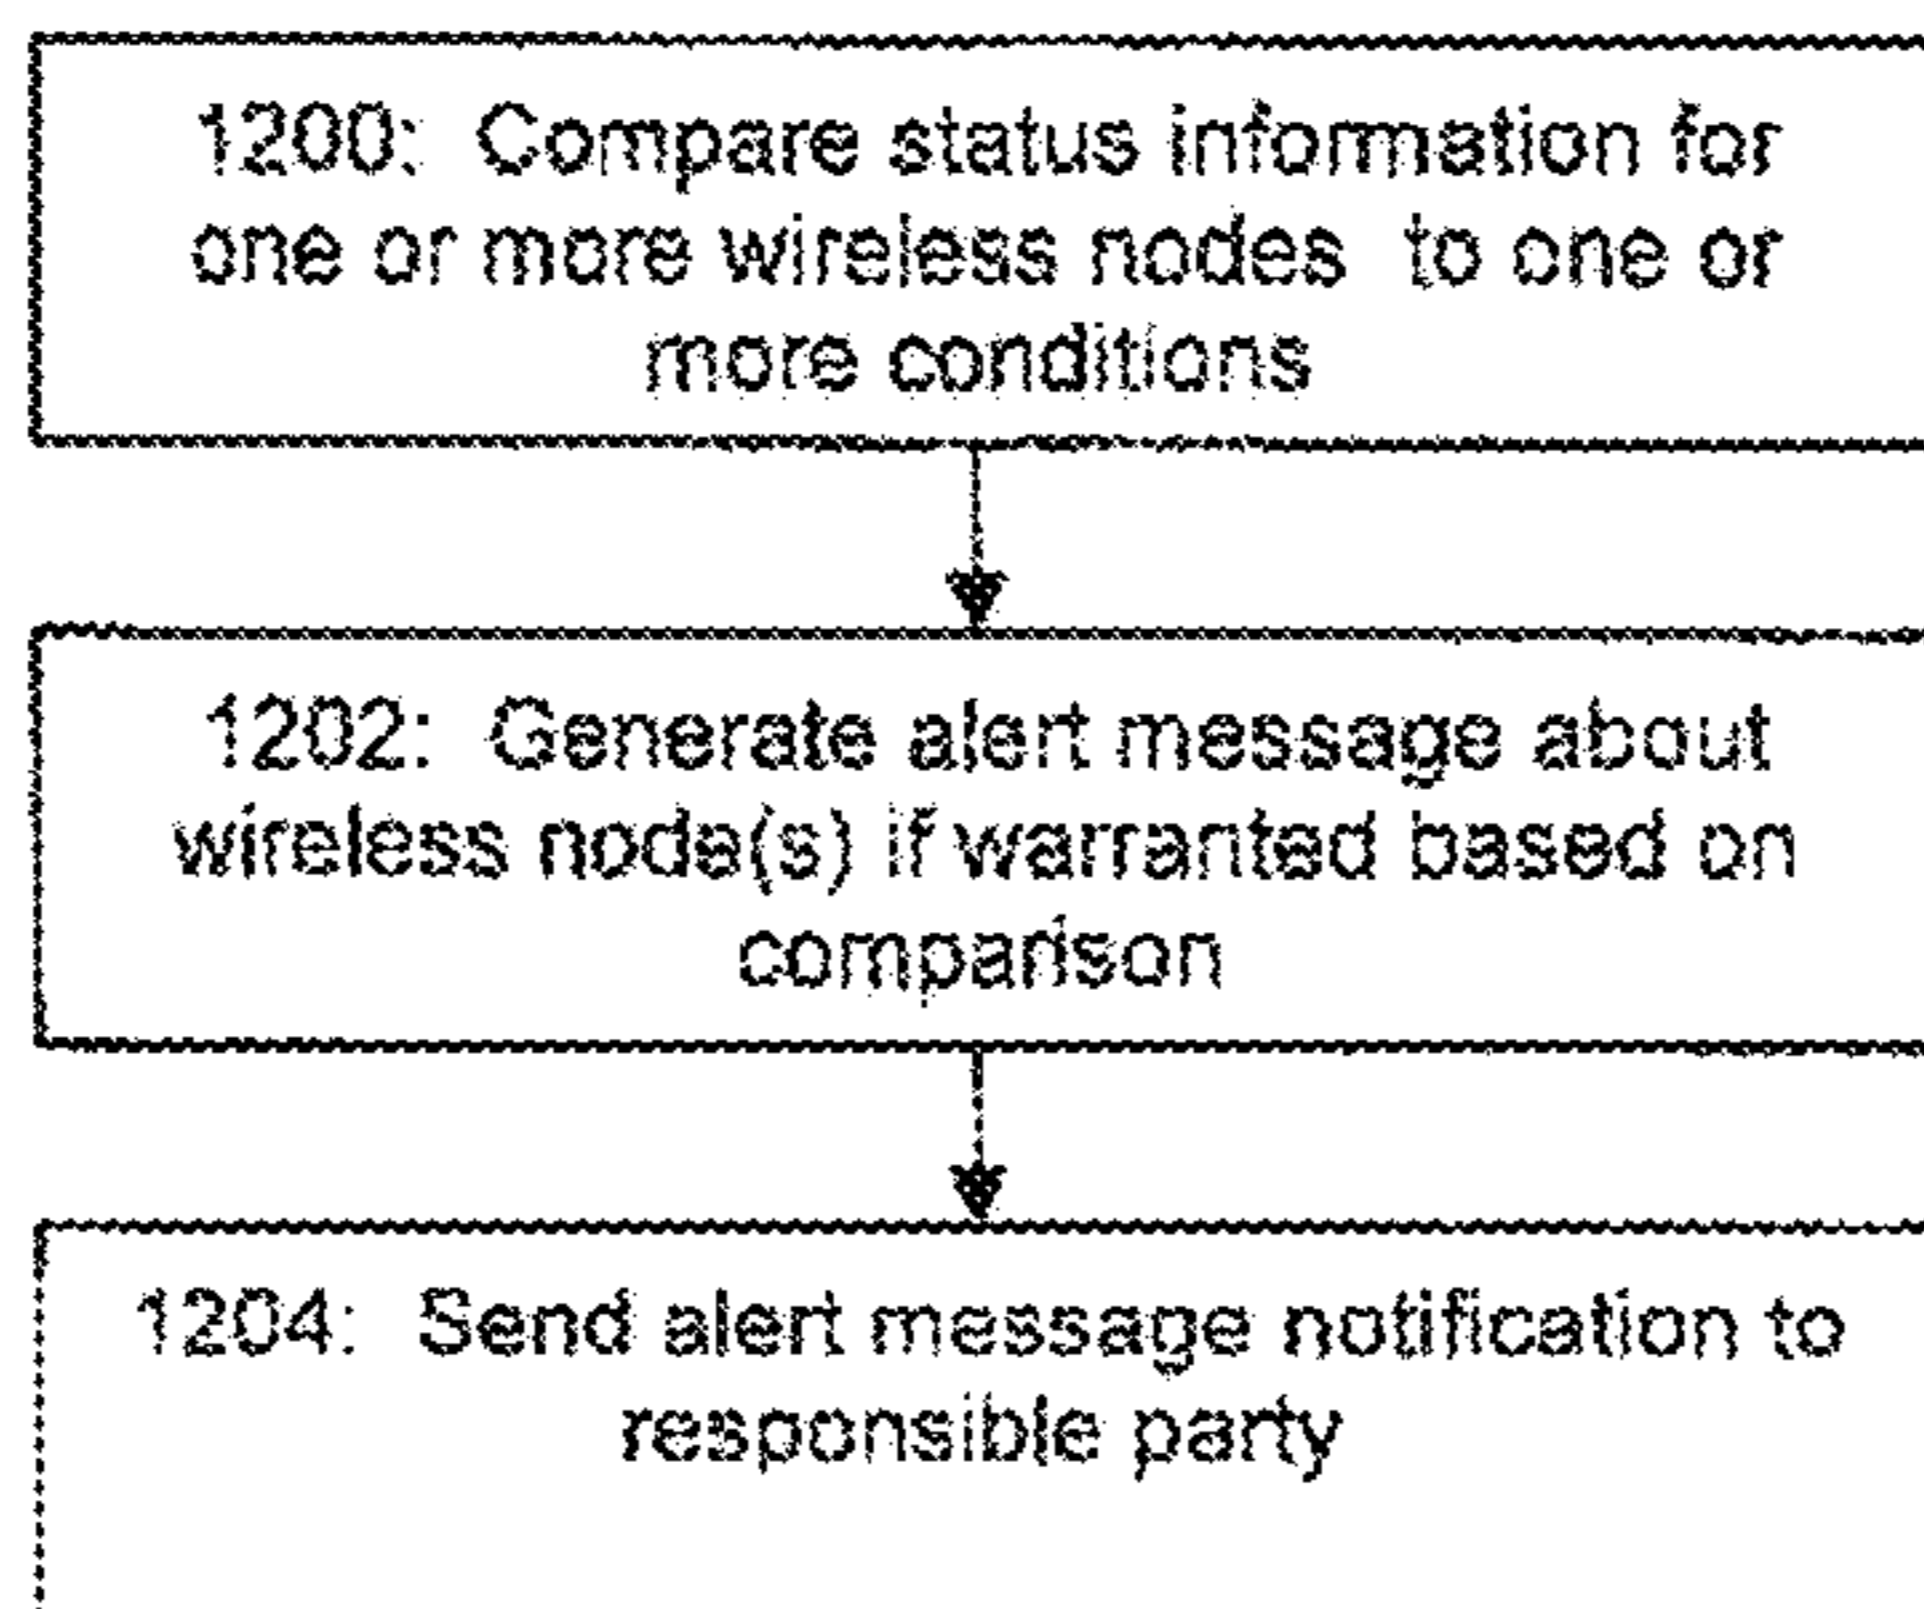 1200: Compare status information for
one or more wireless nodes to one or
more conditions
1202: Generate alert message about
wireless node(s) if warranted based on
comparison
1204: Send alert message notification to
responsible party